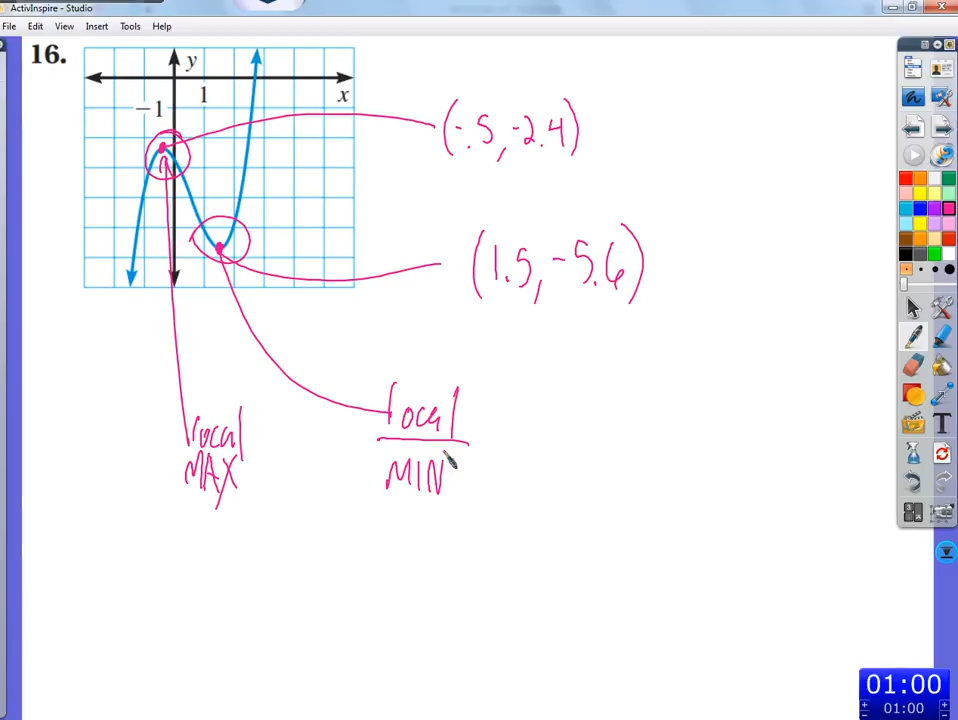 ActivInspire - Studio
File Edit View Insert Tools Help
16.
y
1
x
-1
(-.5, -2.4)
(1.5, -5.6)
local
MAX
local
MIN
01:00
01:00